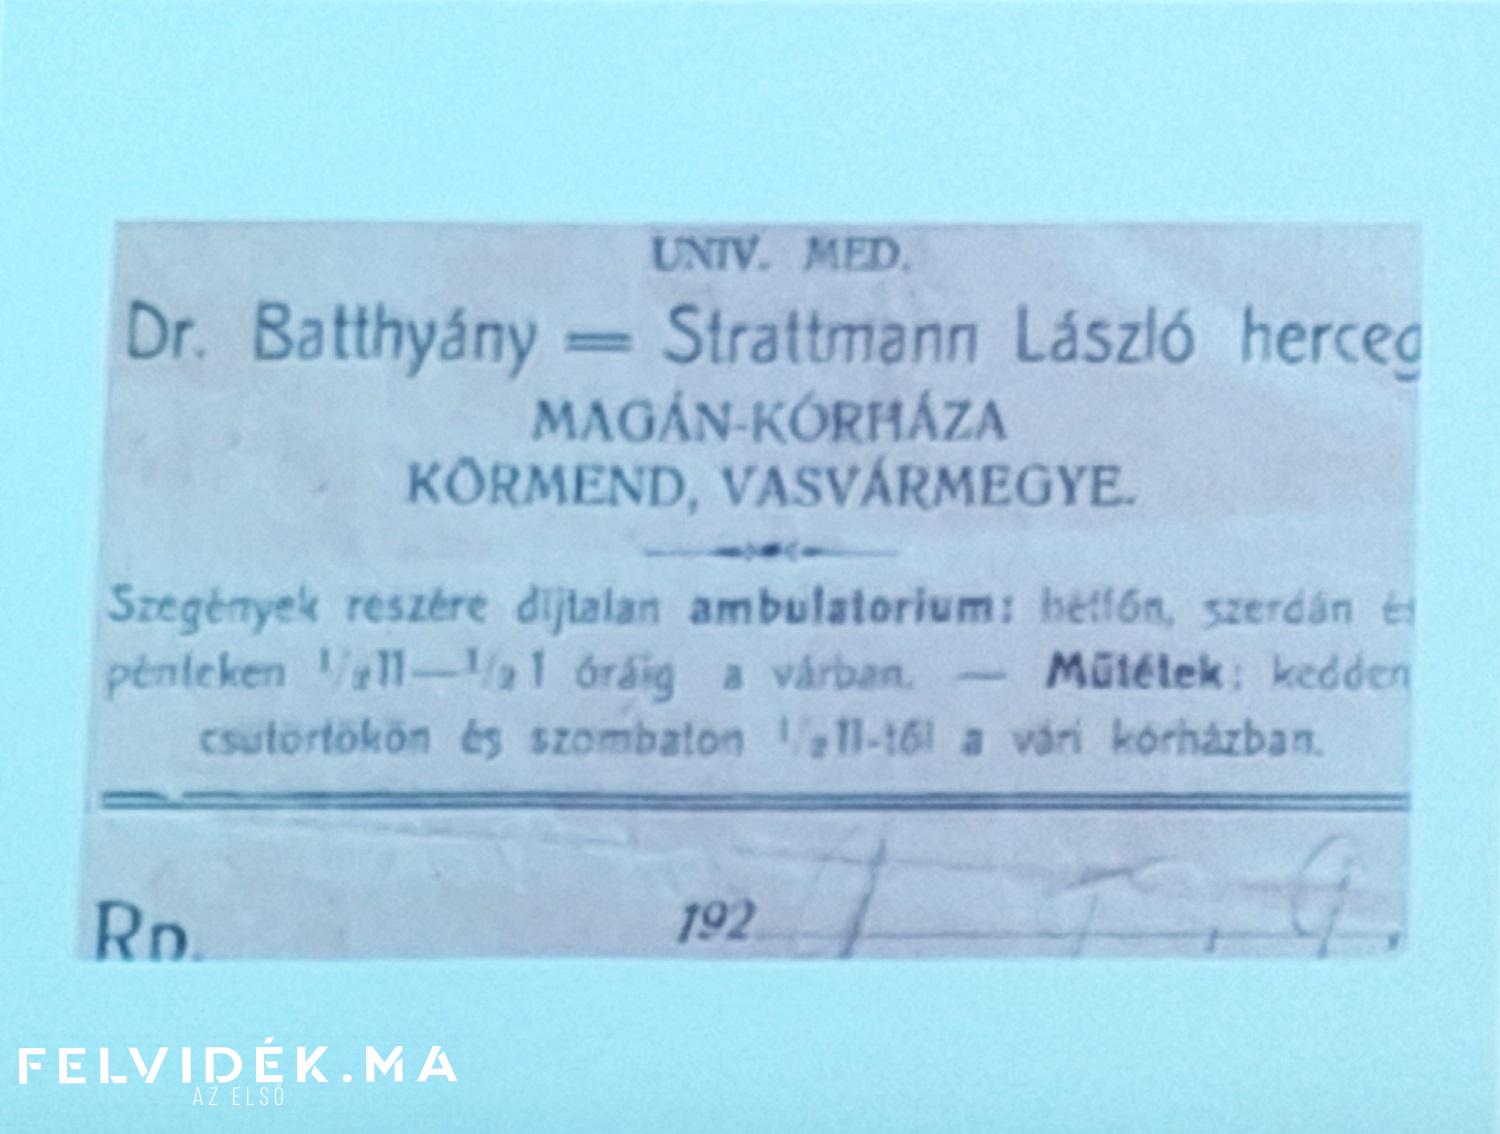 UNIV. MED.
Dr. Batthyány = Strattmann László herceg
MAGÁN-KÓRHÁZA
KÖRMEND, VASVÁRMEGYE.
Szegények részére díjtalan ambulatorium: hétfőn, szerdán és
pénteken 1/211—1/21 óráig a várban. — Műtétek: kedden
csütörtökön és szombaton 1/211-től a vári kórházban.
Rp. 192
FELVIDÉK.MA
AZ ELSŐ